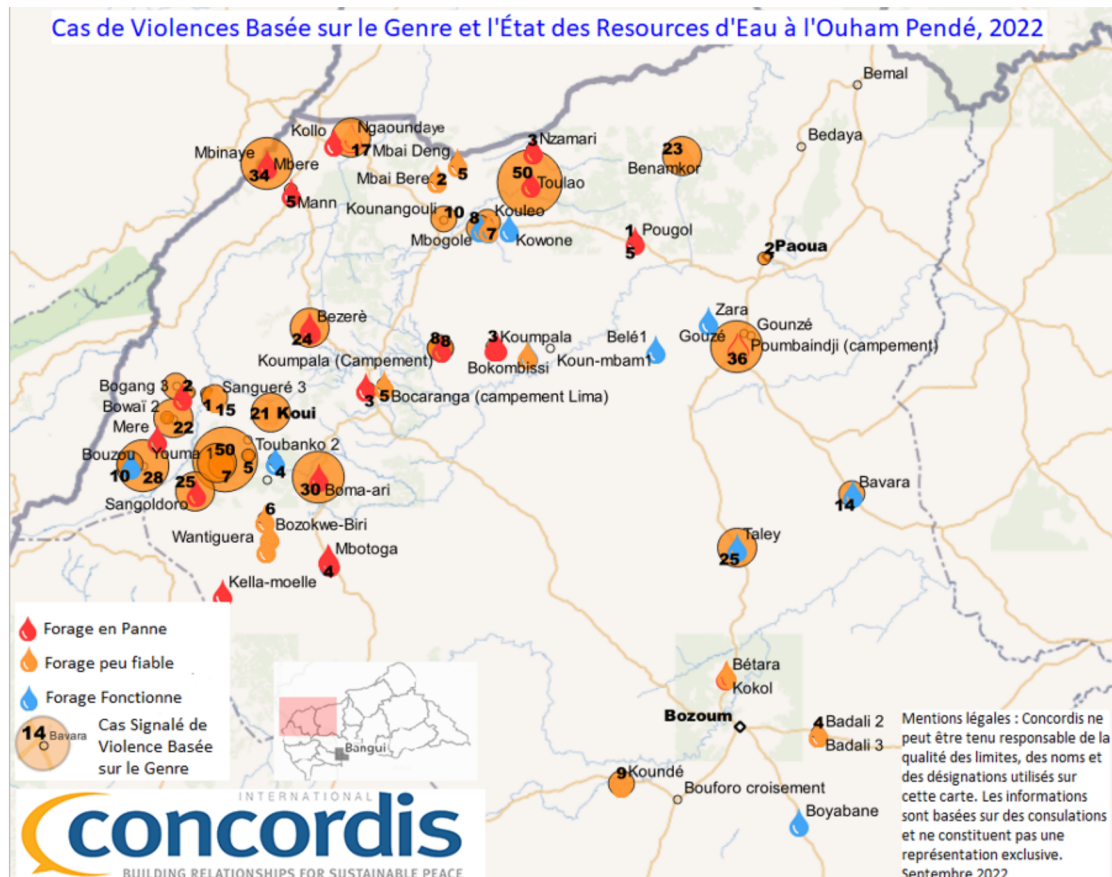 Cas de Violences Basée sur le Genre et l'État des Resources d'Eau à l'Ouham Pendé, 2022
Bemal
Bedaya
Kollo
Ngaoundaye
17 Mbai Deng
Mbinaye
Mbere
34
5
Mann
Mbai Bere 2
5
3 Nzamari
50
Toulao
23
Benamkor
Kounangouli 10
8 Kouleo
7
Mbogole
Kowone
1
5
Pougol
2
Paoua
Bezerè
24
Koumpala (Campement)
8 8
3 Koumpala
Bokombissi
Koun-mbam1
Belé1
Zara
Gouzé
Gounzé
Poumbaindji (campement)
36
3
5
Bocaranga (campement Lima)
Bogang 3
2
Sangueré 3
1
15
Bowaï 2
22
Mere
21 Koui
Bouzou
Youma 1
50
7
5
Toubanko 2
4
10
28
25
Sangoldoro
30
Boma-ari
6
Bozokwe-Biri
Wantiguera
Mbotoga
4
Kella-moelle
Bavara
14
Taley
25
Bétara
Kokol
Bozoum
4 Badali 2
Badali 3
9 Koundé
Bouforo croisement
Boyabane
Forage en Panne
Forage peu fiable
Forage Fonctionne
14 Bavara
Cas Signalé de
Violence Basée
sur le Genre
Bangui
INTERNATIONAL
concordis
BUILDING RELATIONSHIPS FOR SUSTAINABLE PEACE
Mentions légales : Concordis ne
peut être tenu responsable de la
qualité des limites, des noms et
des désignations utilisés sur
cette carte. Les informations
sont basées sur des consulations
et ne constituent pas une
représentation exclusive.
Septembre 2022